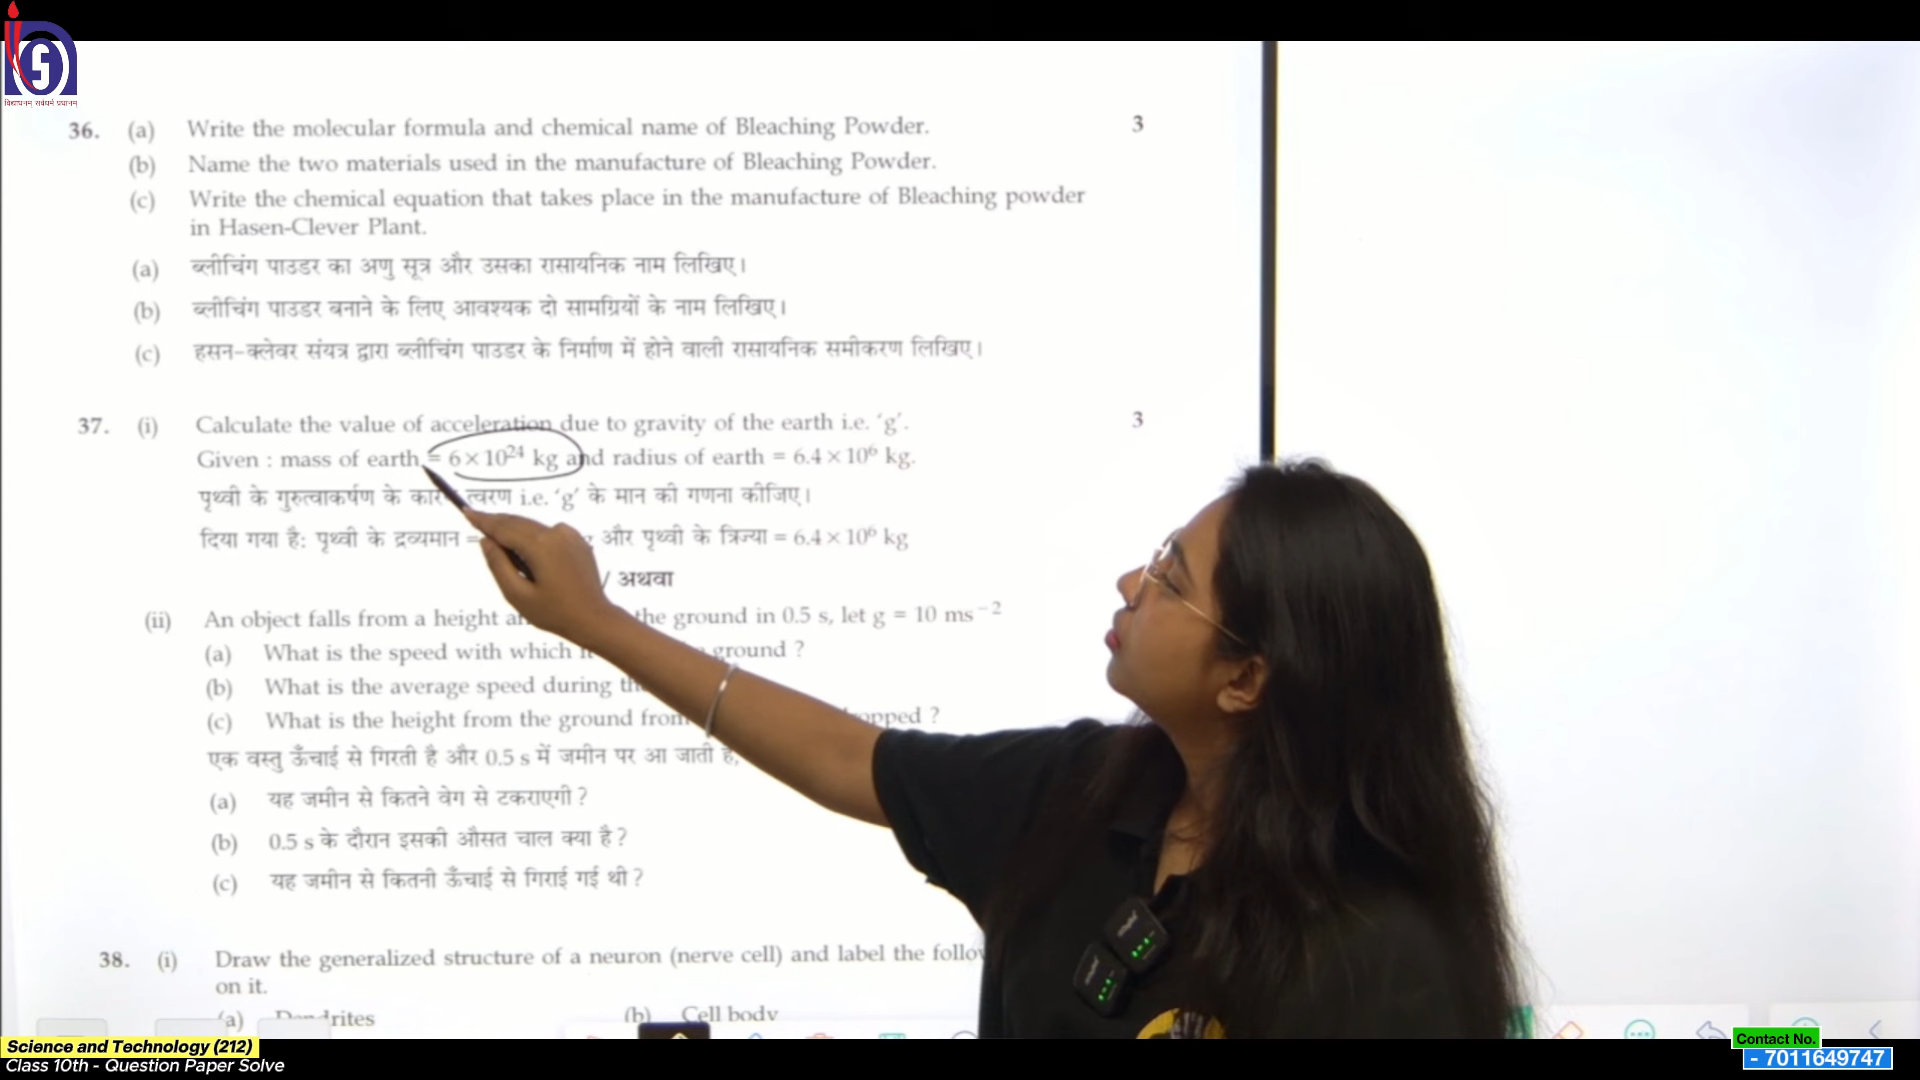 विद्याधनम् सर्वधर्म प्रधानम्
36. (a) Write the molecular formula and chemical name of Bleaching Powder. 3
(b) Name the two materials used in the manufacture of Bleaching Powder.
(c) Write the chemical equation that takes place in the manufacture of Bleaching powder
in Hasen-Clever Plant.
(a) ब्लीचिंग पाउडर का अणु सूत्र और उसका रासायनिक नाम लिखिए।
(b) ब्लीचिंग पाउडर बनाने के लिए आवश्यक दो सामग्रियों के नाम लिखिए।
(c) हसन-क्लेवर संयत्र द्वारा ब्लीचिंग पाउडर के निर्माण में होने वाली रासायनिक समीकरण लिखिए।
37. (i) Calculate the value of acceleration due to gravity of the earth i.e. 'g'. 3
Given : mass of earth = 6×10²⁴ kg and radius of earth = 6.4×10⁶ kg.
पृथ्वी के गुरुत्वाकर्षण के त्वरण i.e. 'g' के मान की गणना कीजिए।
दिया गया है: पृथ्वी के द्रव्यमान = और पृथ्वी के त्रिज्या = 6.4×10⁶ kg
/ अथवा
(ii) An object falls from a height the ground in 0.5 s, let g = 10 ms⁻²
(a) What is the speed with which ground ?
(b) What is the average speed during
(c) What is the height from the ground ?
एक वस्तु ऊँचाई से गिरती है और 0.5 s में जमीन पर आ जाती है,
(a) यह जमीन से कितने वेग से टकराएगी ?
(b) 0.5 s के दौरान इसकी औसत चाल क्या है ?
(c) यह जमीन से कितनी ऊँचाई से गिराई गई थी ?
38. (i) Draw the generalized structure of a neuron (nerve cell) and label the
on it.
(a) (b) Cell body
Science and Technology (212)
Class 10th - Question Paper Solve
Contact No.
- 7011649747